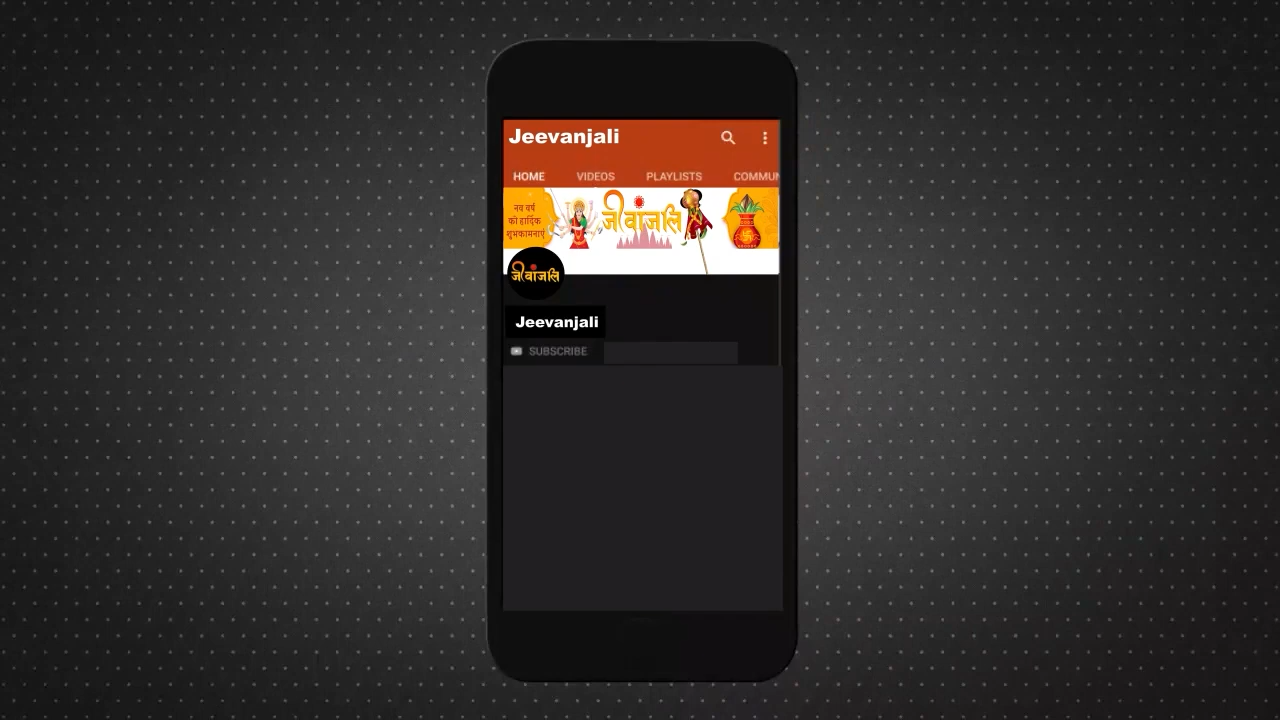 Jeevanjali
HOME VIDEOS PLAYLISTS COMMUN
नव वर्ष
को हार्दिक
शुभकामनाएं
जीवांजलि
जीवांजलि
Jeevanjali
SUBSCRIBE